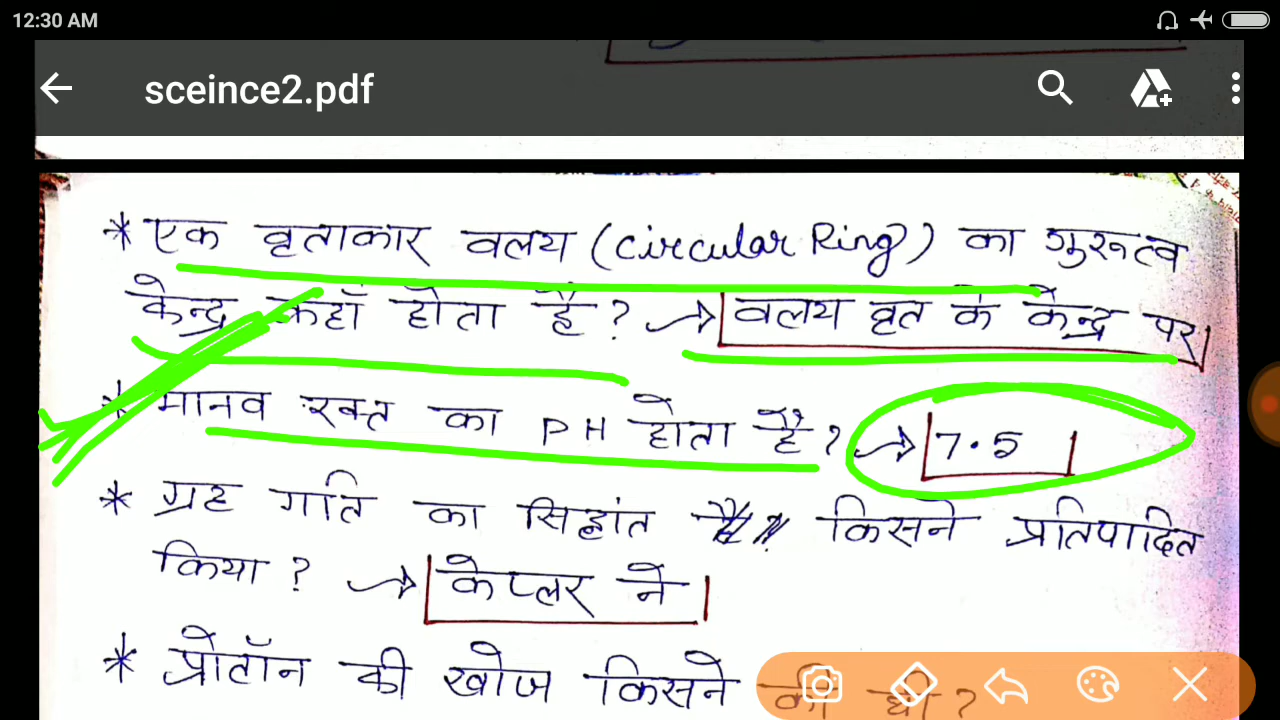 12:30 AM
sceince2.pdf
* एक वृताकार वलय (Circular Ring) का गुरूत्व
केन्द्र कहाँ होता है ? → वलय वृत के केन्द्र पर
* मानव रक्त का PH होता है ? → 7.5
* ग्रह गति का सिद्धांत किसने प्रतिपादित
किया ? → केप्लर ने
* प्रोटॉन की खोज किसने की थी ?